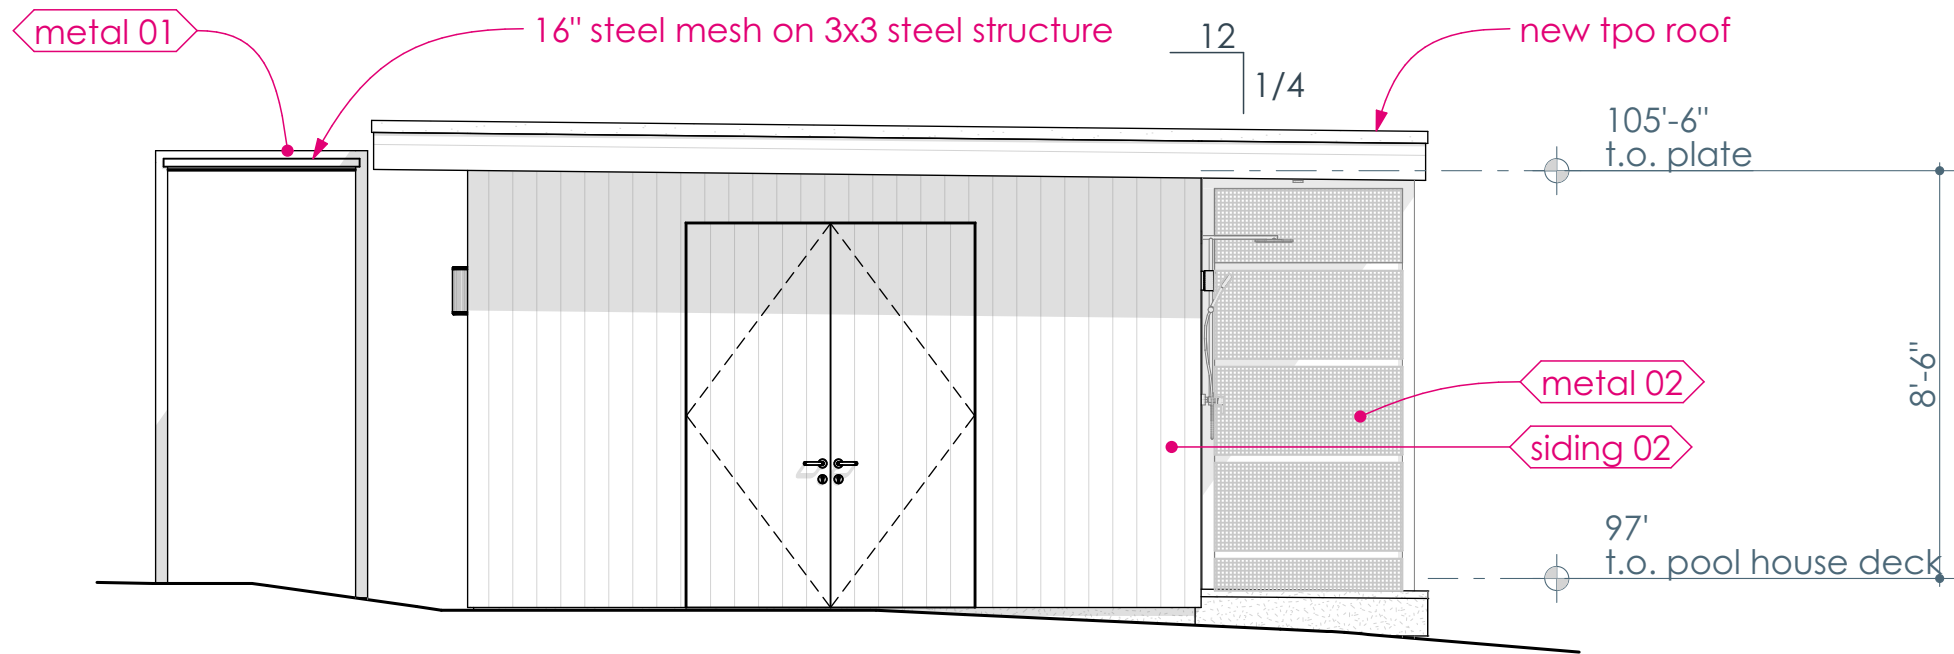 metal 01
16" steel mesh on 3x3 steel structure
12
1/4
new tpo roof
105'-6"
t.o. plate
8'-6"
metal 02
siding 02
97'
t.o. pool house deck